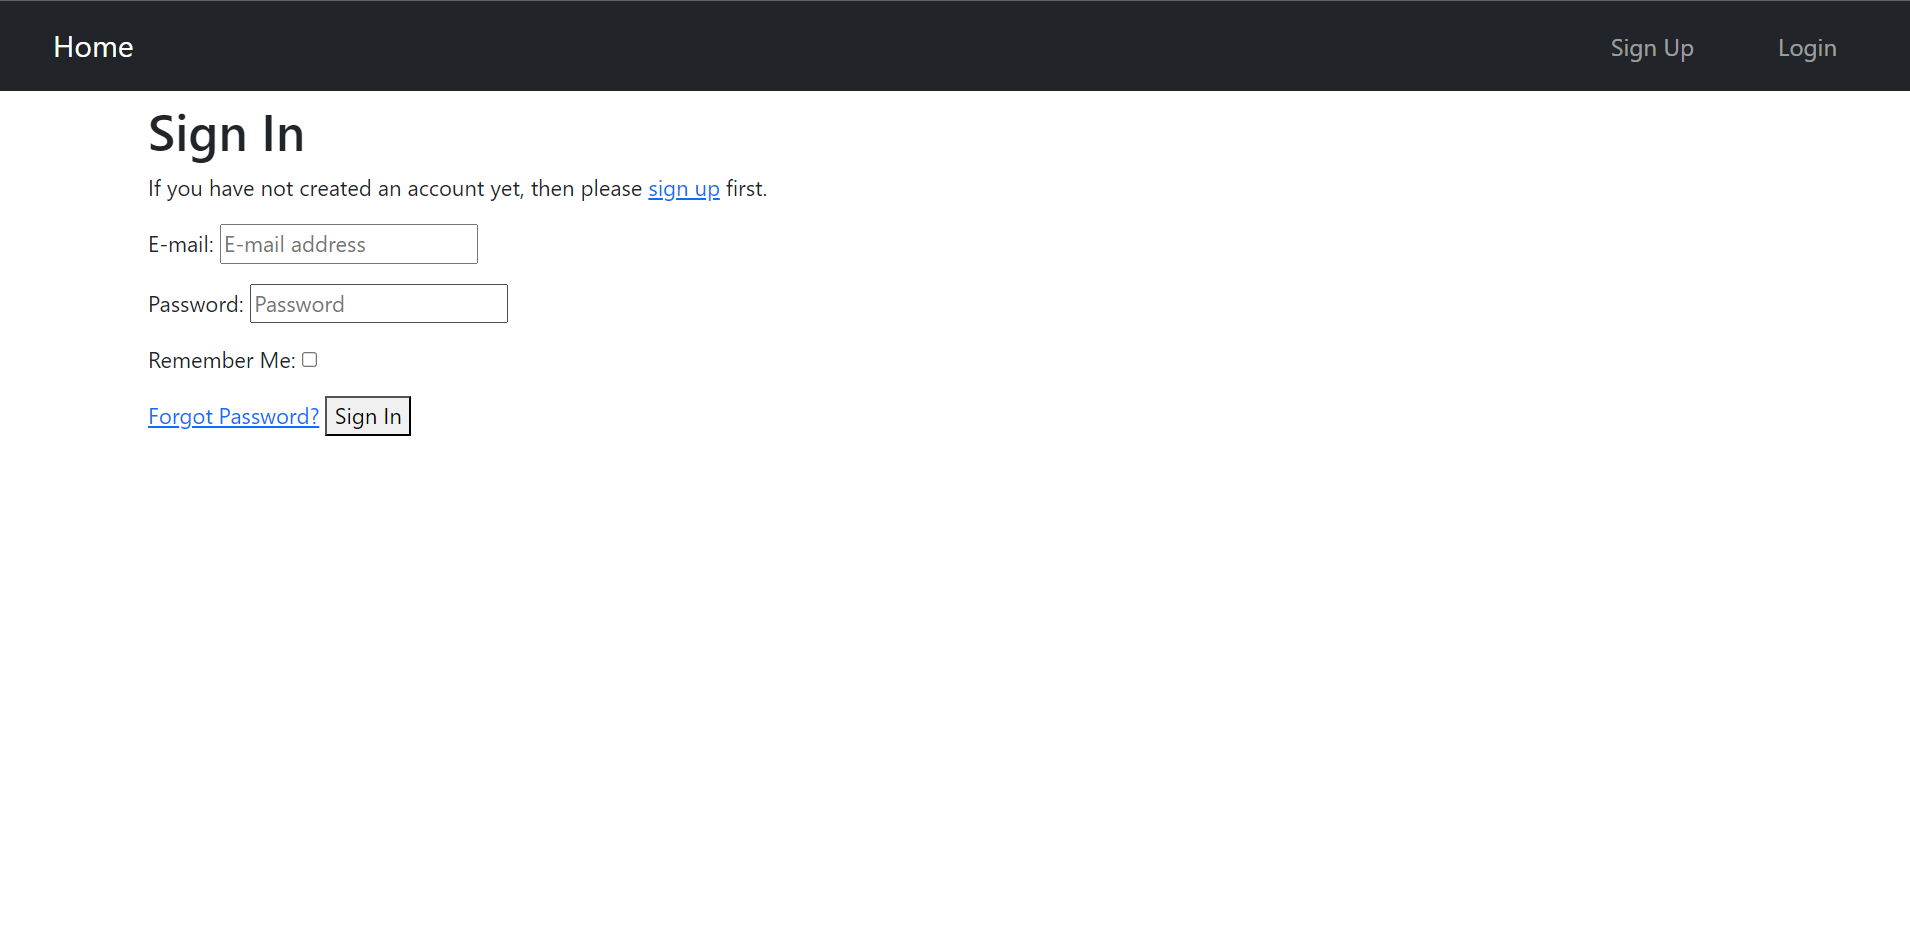 Home Sign Up Login
Sign In
If you have not created an account yet, then please sign up first.
E-mail: E-mail address
Password: Password
Remember Me:
Forgot Password? Sign In